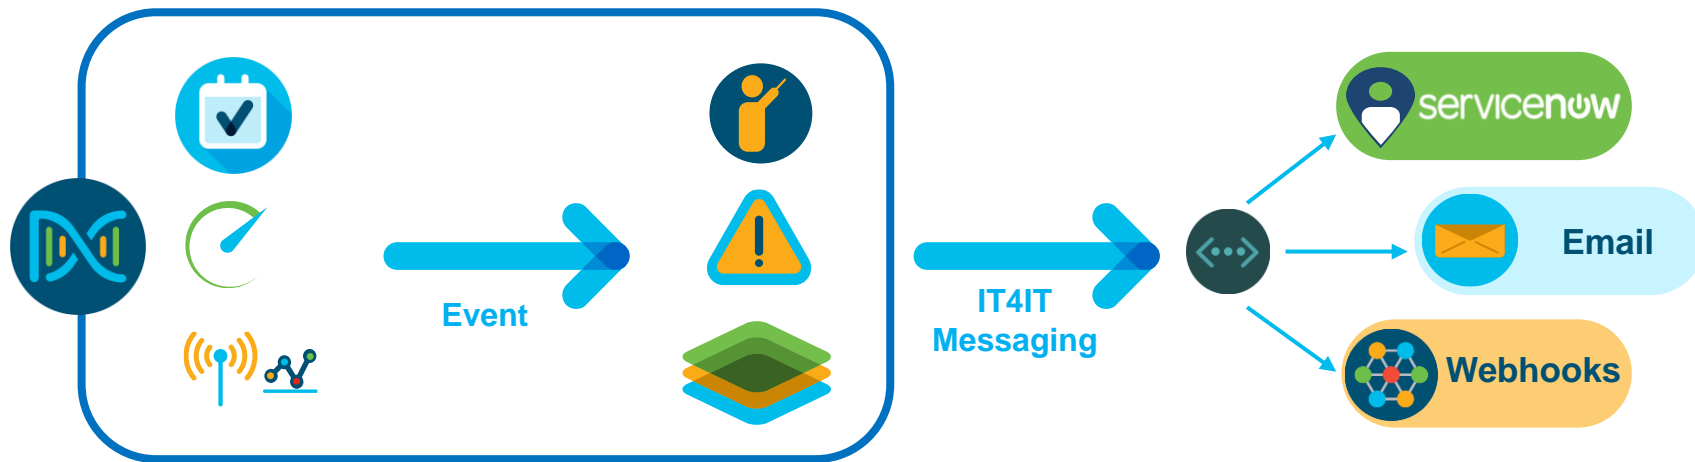 servicenow
Event
IT4IT
Messaging
Email
Webhooks